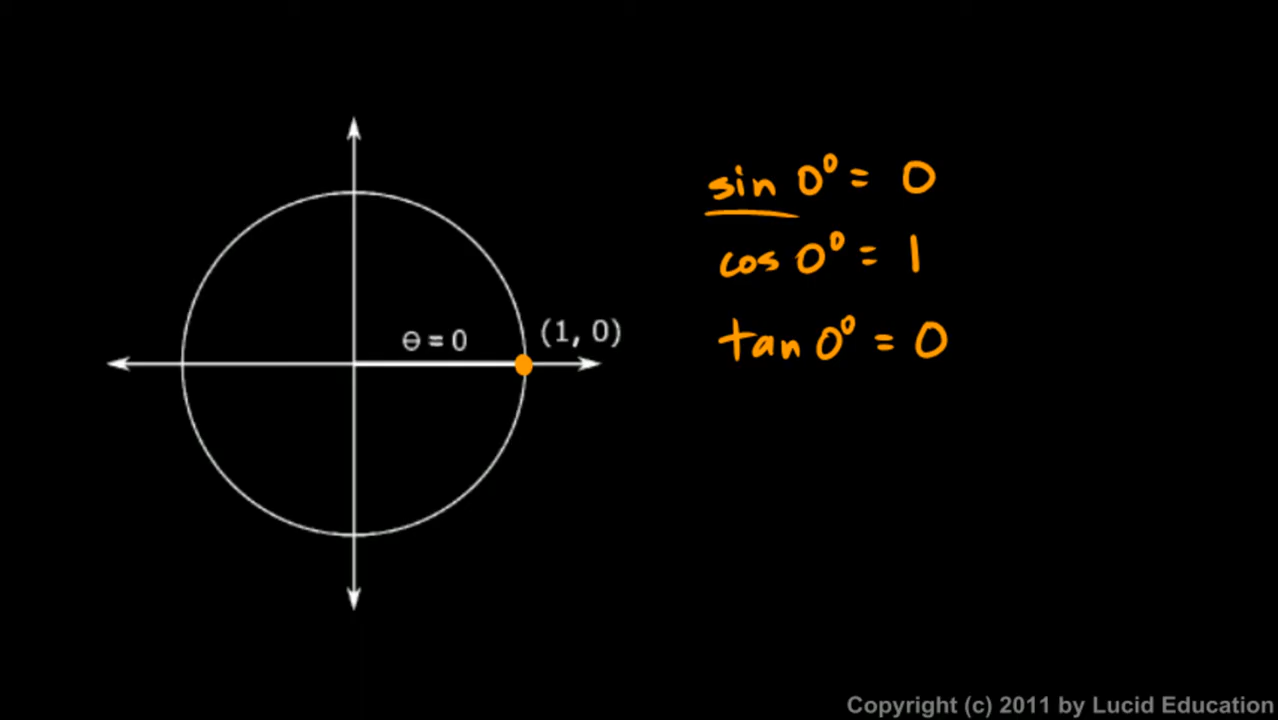 sin 0° = 0
cos 0° = 1
tan 0° = 0
θ = 0
(1, 0)
Copyright (c) 2011 by Lucid Education